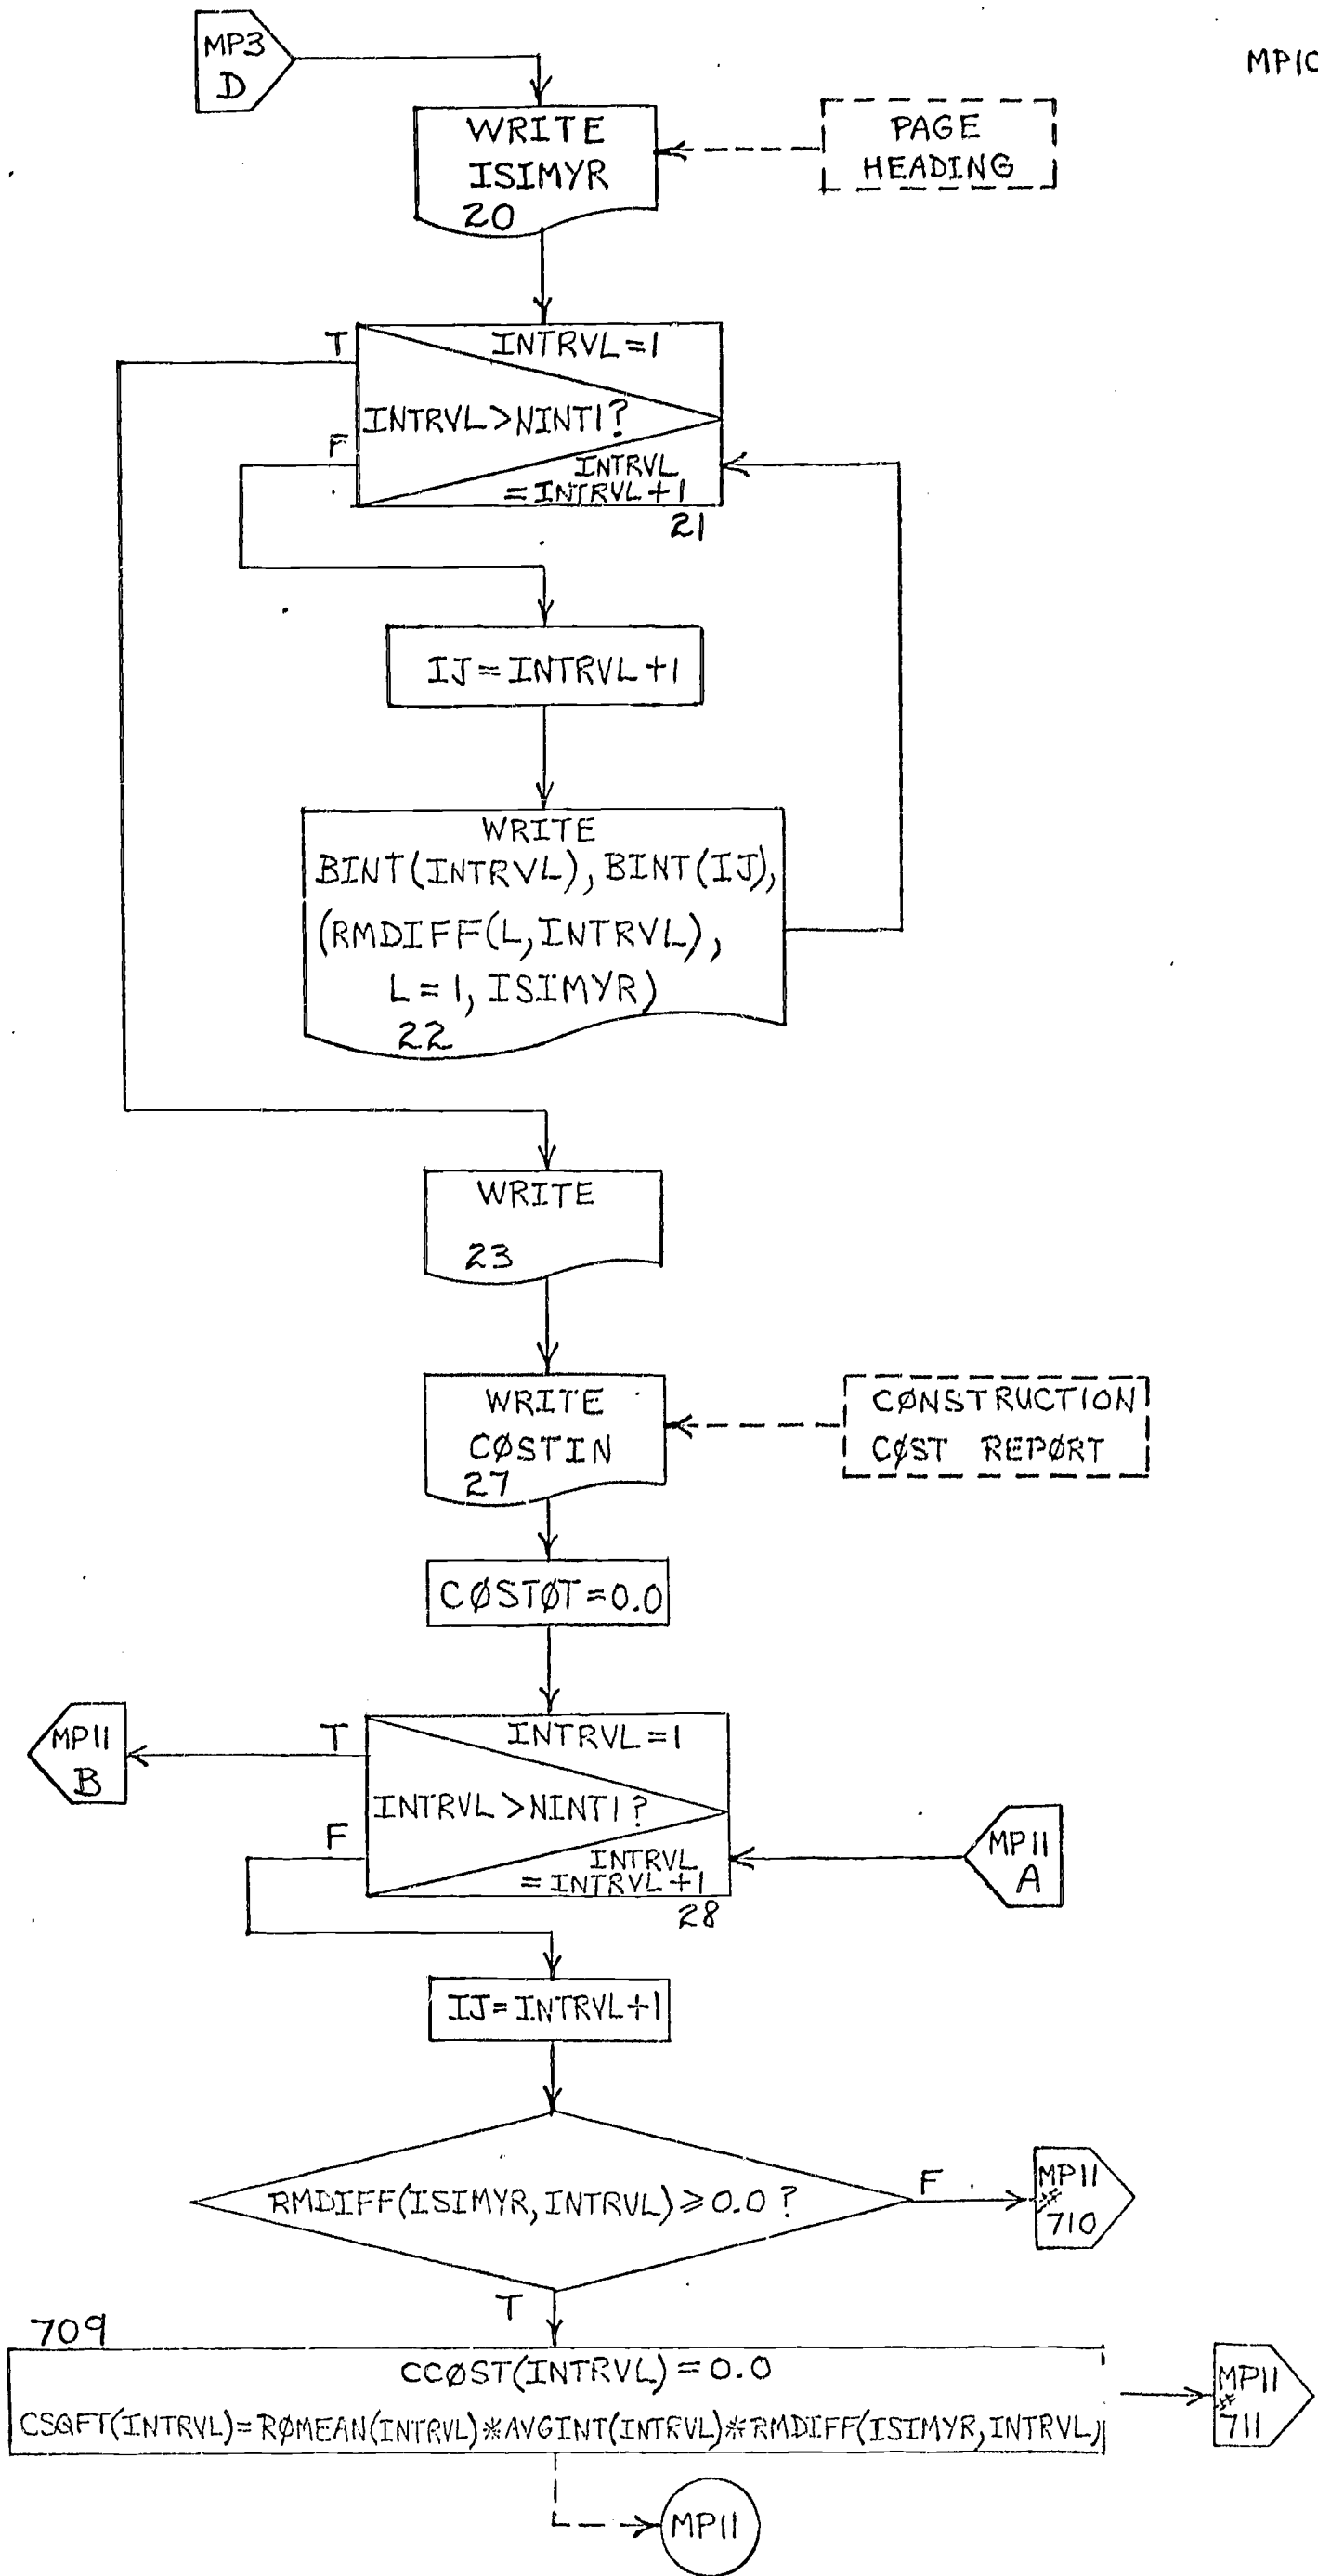 MP3
D
MP10
WRITE
ISIMYR
20
PAGE
HEADING
T
INTRVL=1
INTRVL>NINT1?
F
INTRVL
=INTRVL+1
21
IJ=INTRVL+1
WRITE
BINT(INTRVL), BINT(IJ),
(RMDIFF(L,INTRVL),
L=1, ISIMYR)
22
WRITE
23
WRITE
CØSTIN
27
CØNSTRUCTION
CØST REPØRT
CØSTØT=0.0
MP11
B
T
INTRVL=1
INTRVL>NINT1?
F
INTRVL
=INTRVL+1
28
MP11
A
IJ=INTRVL+1
RMDIFF(ISIMYR,INTRVL)≥0.0?
F
MP11
#
710
T
709
CCØST(INTRVL)=0.0
CSQFT(INTRVL)=RØMEAN(INTRVL)*AVGINT(INTRVL)*RMDIFF(ISIMYR,INTRVL)
MP11
#
711
MP11